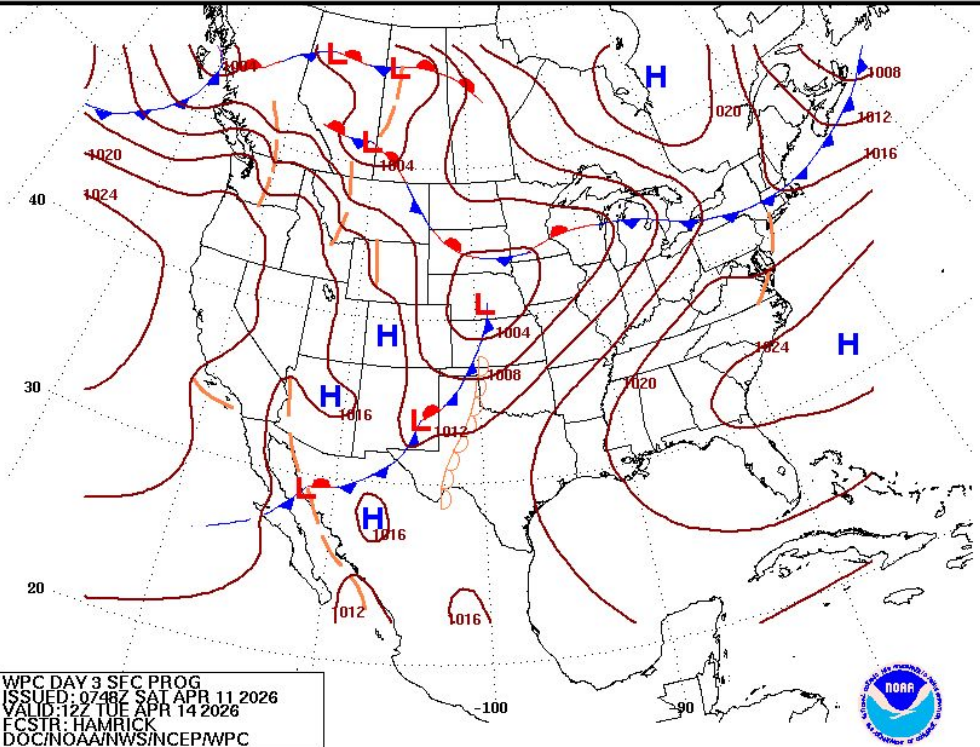 H
L
L
1004
1008
020
1012
L
1016
1020
1004
1024
40
L
1004
H
H
1024
1008
30
H
1020
1016
L
1012
L
H
1016
20
1012
1016
WPC DAY 3 SFC PROG
ISSUED: 0748Z SAT APR 11 2026
VALID:12Z TUE APR 14 2026
FCSTR: HAMRICK
DOC/NOAA/NWS/NCEP/WPC
-100
-90
NOAA